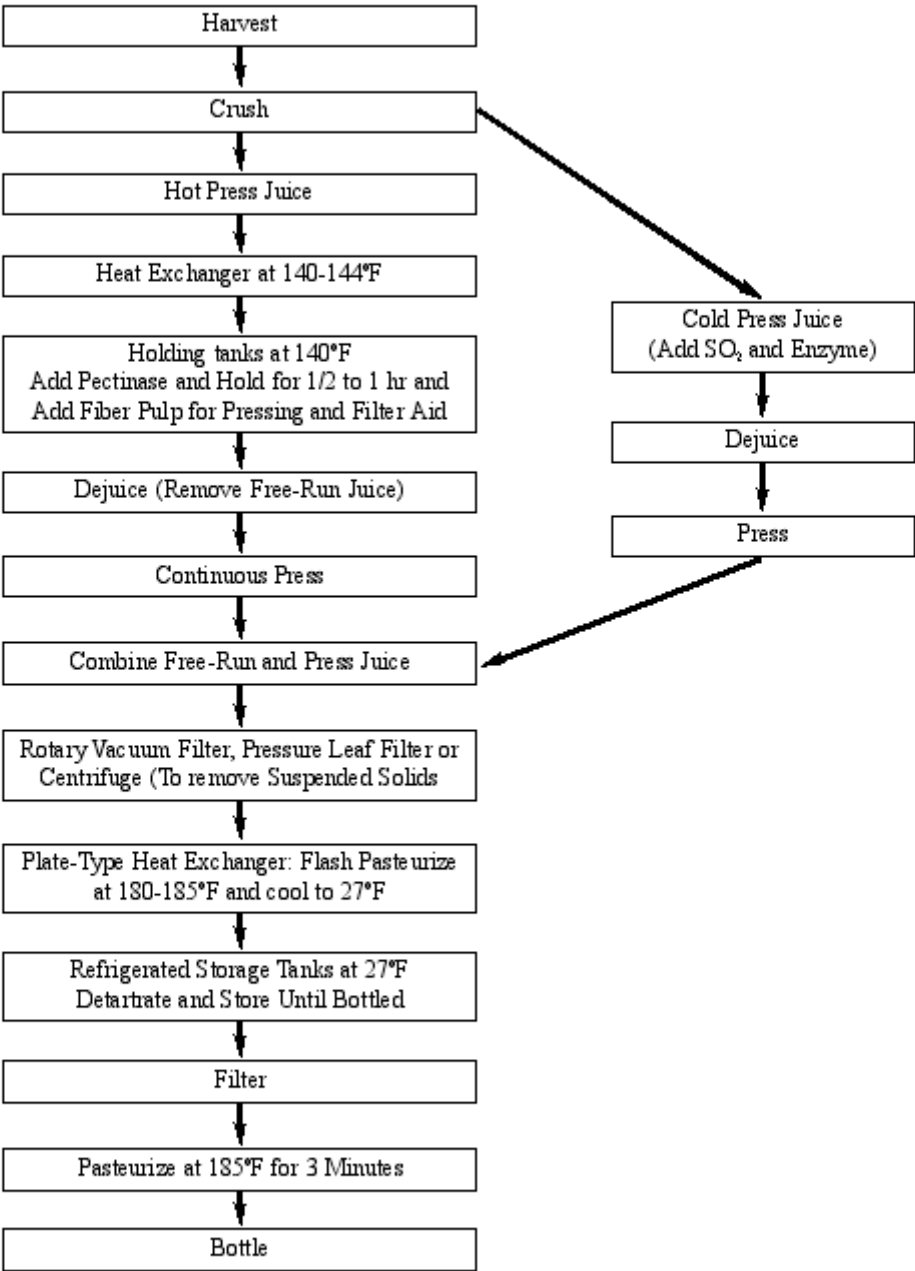 Harvest
Crush
Hot Press Juice
Heat Exchanger at 140-144°F
Holding tanks at 140°F
Add Pectinase and Hold for 1/2 to 1 hr and
Add Fiber Pulp for Pressing and Filter Aid
Dejuice (Remove Free-Run Juice)
Continuous Press
Cold Press Juice
(Add SO₂ and Enzyme)
Dejuice
Press
Combine Free-Run and Press Juice
Rotary Vacuum Filter, Pressure Leaf Filter or
Centrifuge (To remove Suspended Solids
Plate-Type Heat Exchanger: Flash Pasteurize
at 180-185°F and cool to 27°F
Refrigerated Storage Tanks at 27°F
Detartrate and Store Until Bottled
Filter
Pasteurize at 185°F for 3 Minutes
Bottle